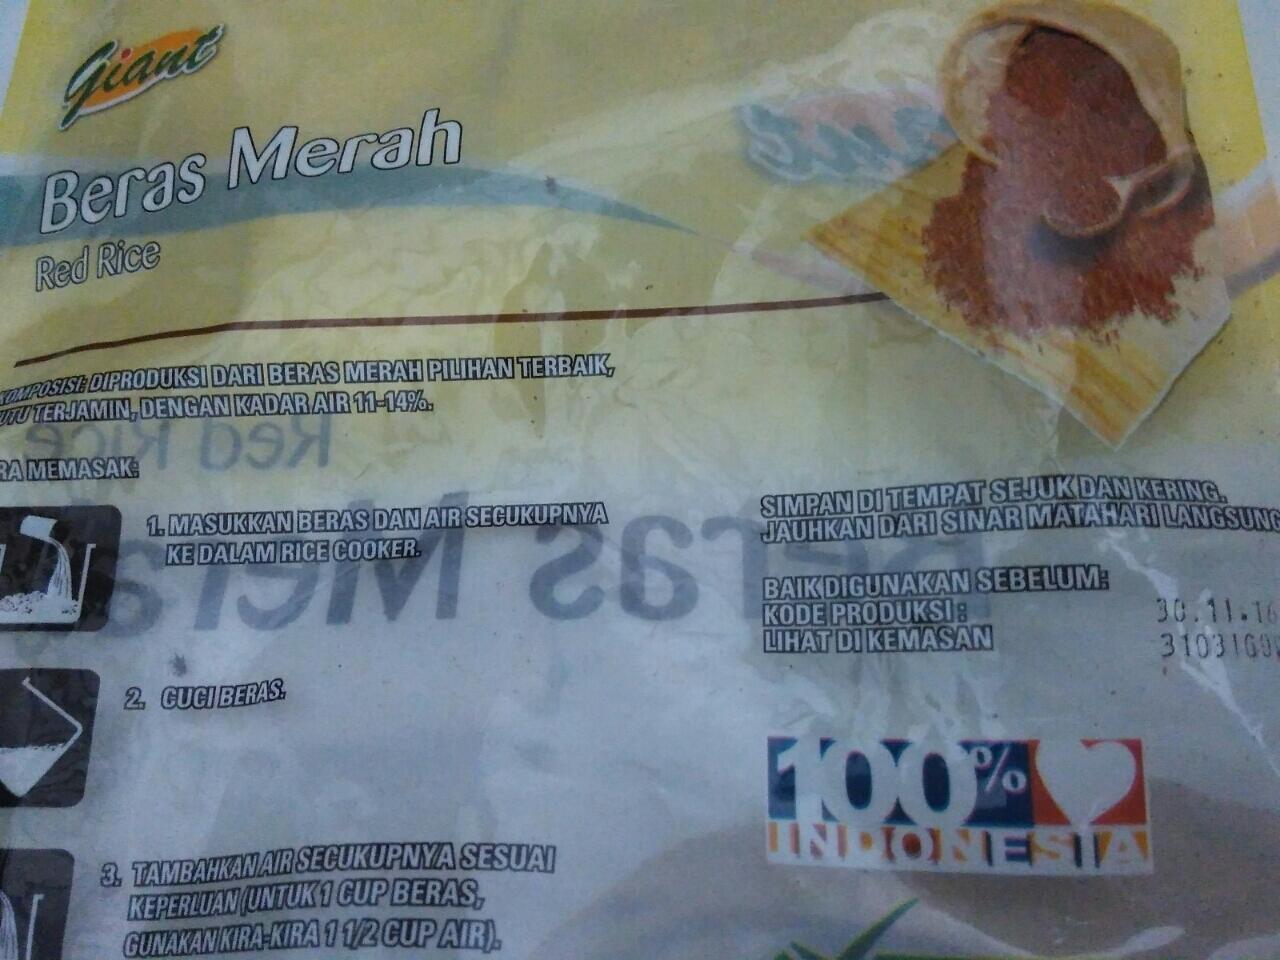 Giant
Beras Merah
Red Rice
KOMPOSISI: DIPRODUKSI DARI BERAS MERAH PILIHAN TERBAIK,
UTU TERJAMIN, DENGAN KADAR AIR 11-14%.
RA MEMASAK:
1. MASUKKAN BERAS DAN AIR SECUKUPNYA
KE DALAM RICE COOKER.
2. CUCI BERAS.
3. TAMBAHKAN AIR SECUKUPNYA SESUAI
KEPERLUAN (UNTUK 1 CUP BERAS,
GUNAKAN KIRA-KIRA 1 1/2 CUP AIR).
SIMPAN DI TEMPAT SEJUK DAN KERING.
JAUHKAN DARI SINAR MATAHARI LANGSUNG
BAIK DIGUNAKAN SEBELUM: 30.11.16
KODE PRODUKSI:
LIHAT DI KEMASAN
100%
INDONESIA
Red Rice
Beras Mera